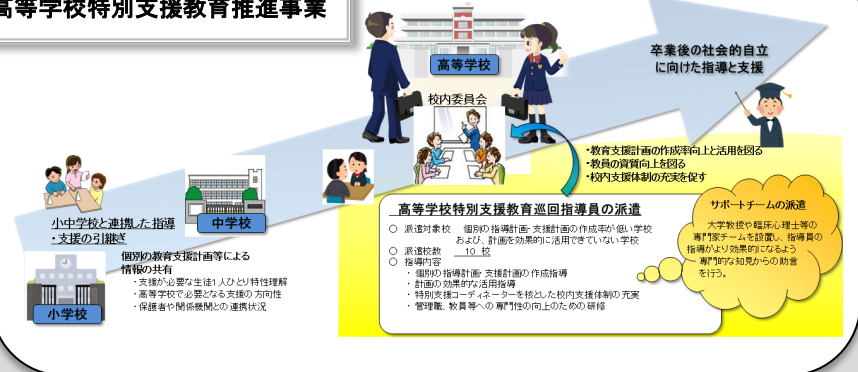 高等学校特別支援教育推進事業
高等学校
卒業後の社会的自立
に向けた指導と支援
校内委員会
・教育支援計画の作成率向上と活用を図る
・教員の資質向上を図る
・校内支援体制の充実を促す
小中学校と連携した指導
・支援の引継ぎ
中学校
個別の教育支援計画等による
情報の共有
・支援が必要な生徒1人ひとり特性理解
・高等学校で必要となる支援の方向性
・保護者や関係機関との連携状況
小学校
高等学校特別支援教育巡回指導員の派遣
○ 派遣対象校 個別の指導計画・支援計画の作成率が低い学校
および、計画を効果的に活用できていない学校
○ 派遣校数 10 校
○ 指導内容
・ 個別の指導計画・支援計画の作成指導
・ 計画の効果的な活用指導
・ 特別支援コーディネーターを核とした校内支援体制の充実
・ 管理職、教員等への専門性の向上のための研修
サポートチームの派遣
大学教授や臨床心理士等の
専門家チームを設置し、指導員の
指導がより効果的になるよう
専門的な知見からの助言
を行う。